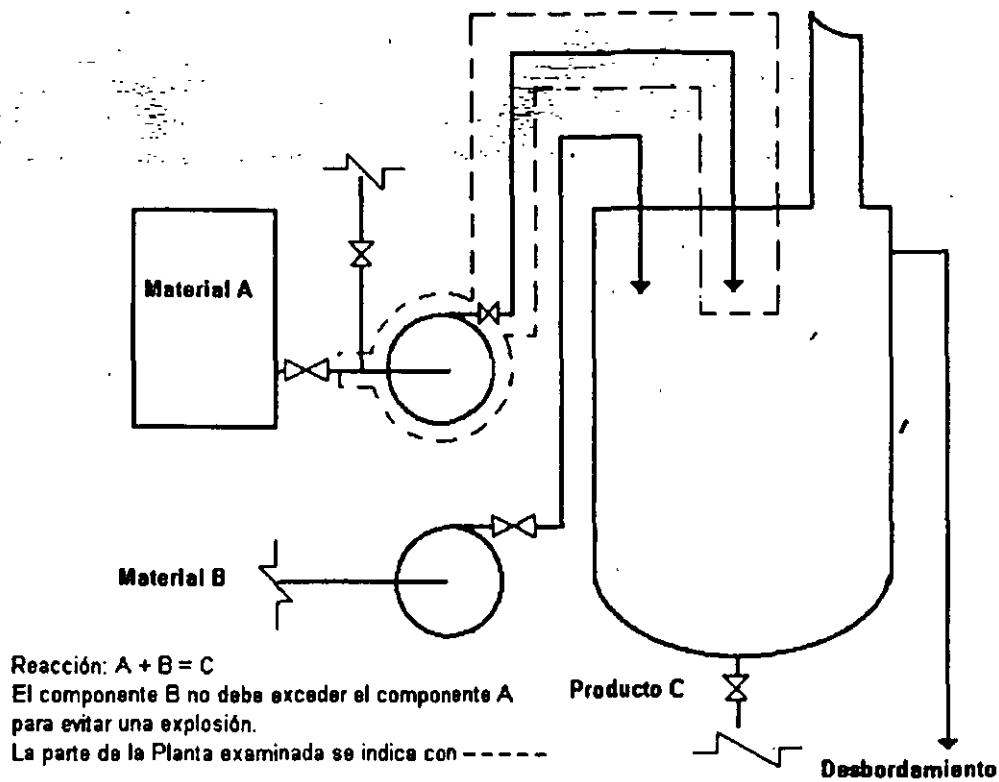 Material A
Material B
Reacción: A + B = C
El componente B no debe exceder el componente A
para evitar una explosión.
La parte de la Planta examinada se indica con -----
Producto C
Desbordamiento